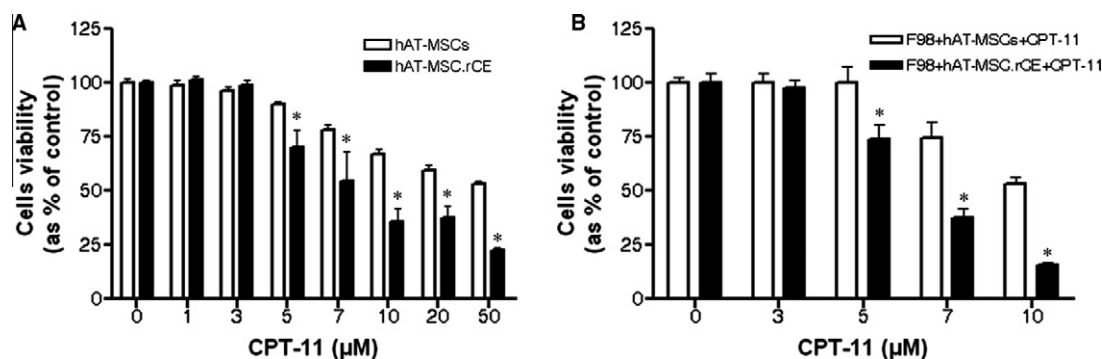 A
Cells viability
(as % of control)
125
100
75
50
25
0
hAT-MSCs
hAT-MSC.rCE
*
*
*
*
*
0 1 3 5 7 10 20 50
CPT-11 (µM)
B
Cells viability
(as % of control)
125
100
75
50
25
0
F98+hAT-MSCs+CPT-11
F98+hAT-MSC.rCE+CPT-11
*
*
*
0 3 5 7 10
CPT-11 (µM)